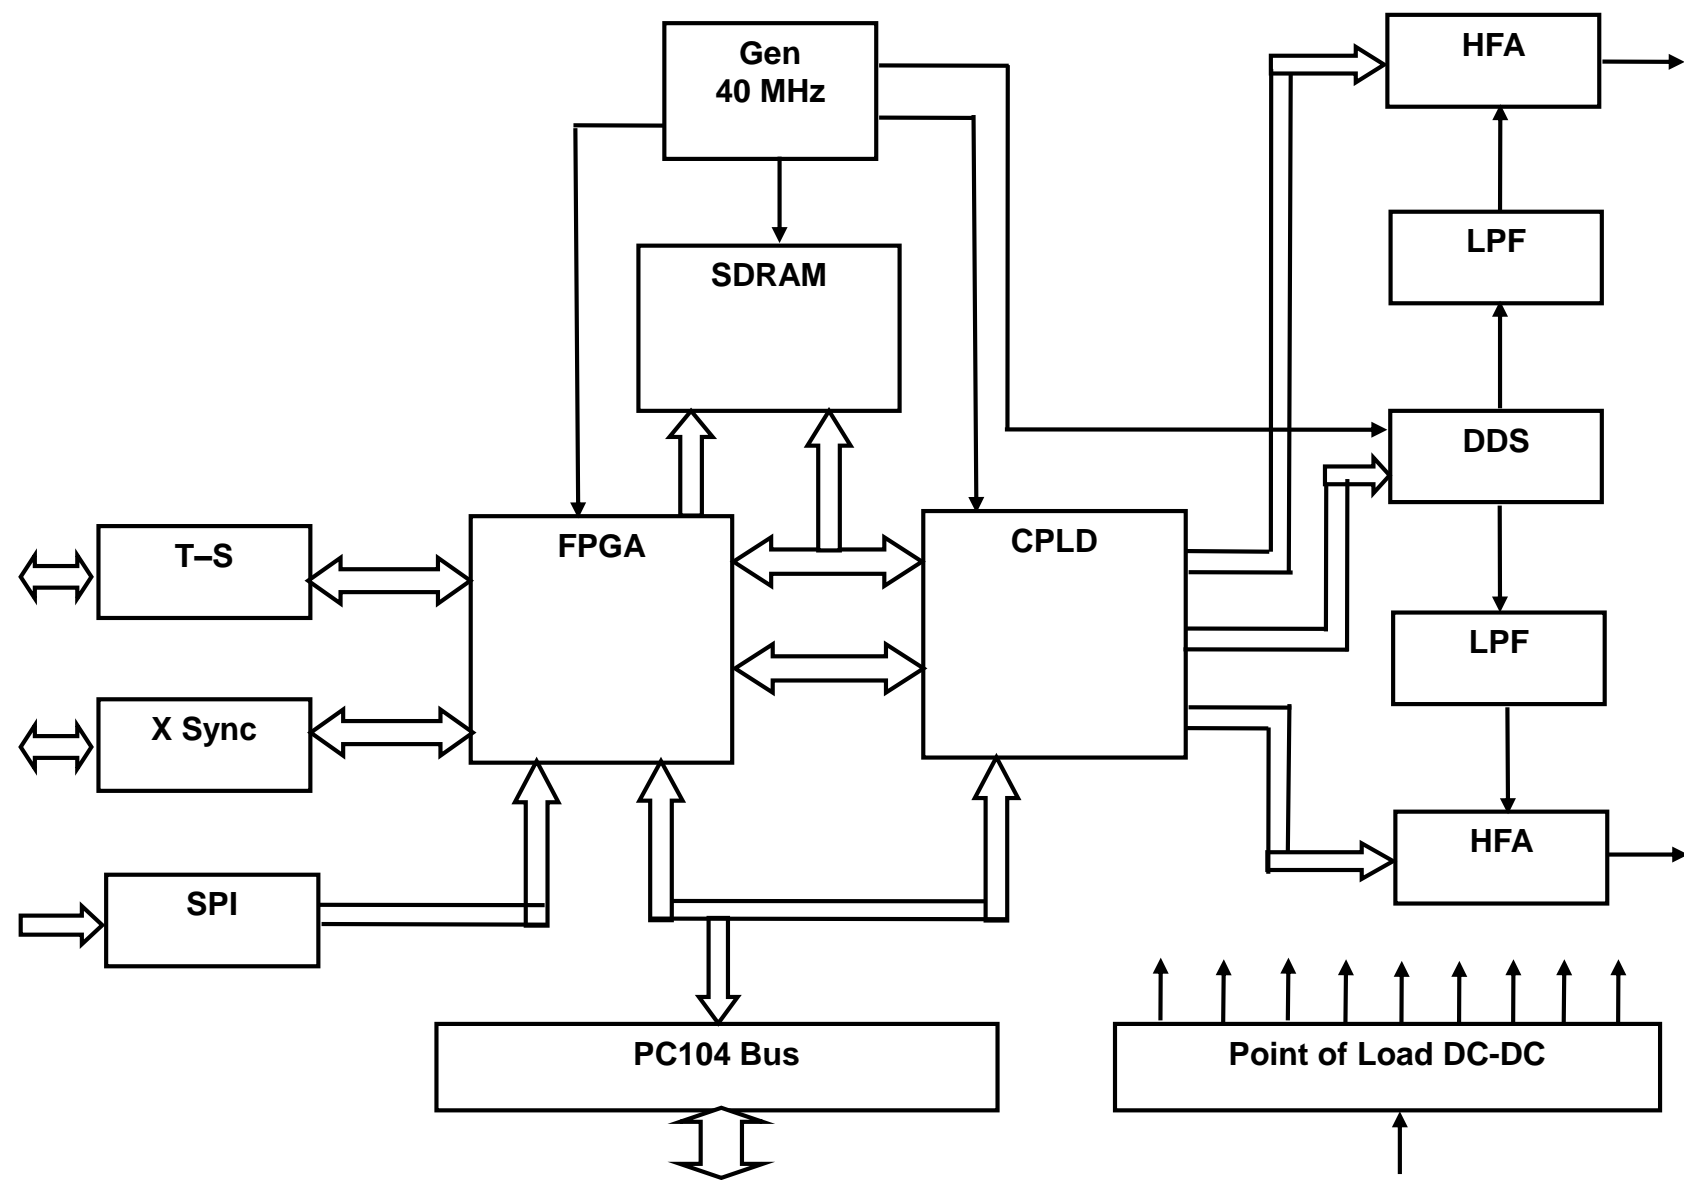 Gen
40 MHz
HFA
LPF
SDRAM
DDS
FPGA
CPLD
T–S
LPF
X Sync
HFA
SPI
PC104 Bus
Point of Load DC-DC